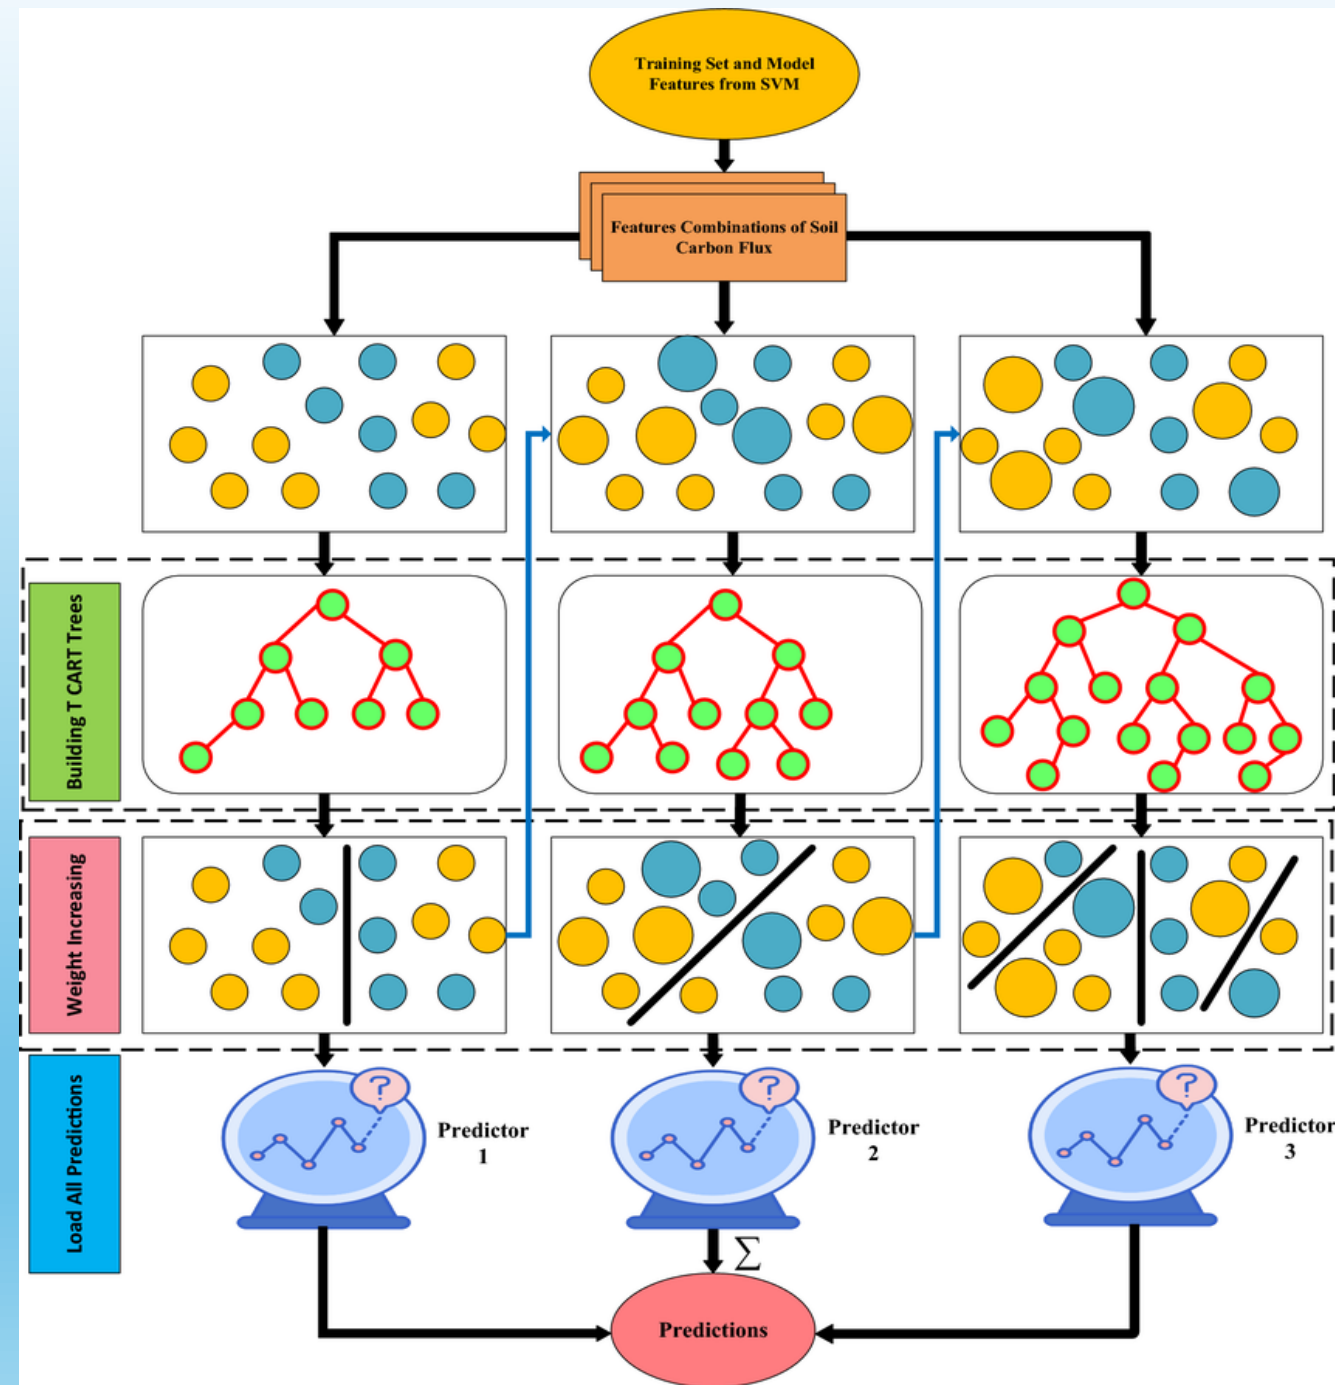 Training Set and Model
Features from SVM
Features Combinations of Soil
Carbon Flux
Building T CART Trees
Weight Increasing
Load All Predictions
?
Predictor
1
?
Predictor
2
?
Predictor
3
∑
Predictions